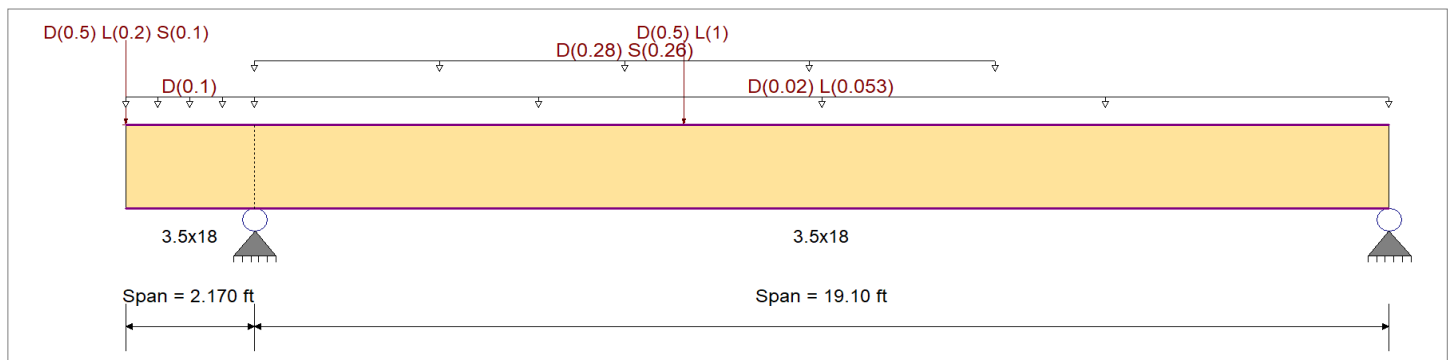 D(0.5) L(0.2) S(0.1)
D(0.5) L(1)
D(0.28) S(0.26)
D(0.1)
D(0.02) L(0.053)
3.5x18
3.5x18
Span = 2.170 ft
Span = 19.10 ft